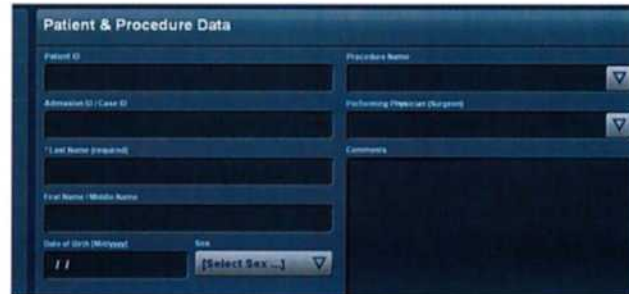 Patient & Procedure Data
Patient ID
Procedure Name
Admission ID / Case ID
Performing Physician (Surgeon)
* Last Name (required)
Comments
First Name / Middle Name
Date of Birth
Sex
/ /
[Select Sex ...]